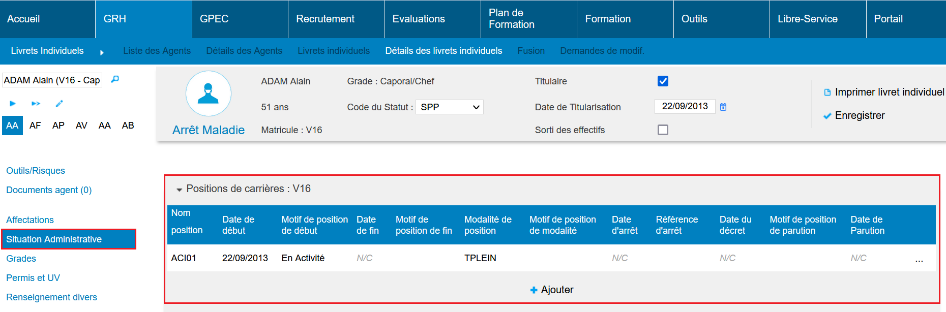 Accueil GRH GPEC Recrutement Evaluations Plan de Formation Formation Outils Libre-Service Portail
Livrets Individuels Liste des Agents Détails des Agents Livrets individuels Détails des livrets individuels Fusion Demandes de modif.
ADAM Alain (V16 - Cap
AA AF AP AV AA AB
Outils/Risques
Documents agent (0)
Affectations
Situation Administrative
Grades
Permis et UV
Renseignement divers
Arrêt Maladie
ADAM Alain Grade : Caporal/Chef Titulaire
51 ans Code du Statut : SPP Date de Titularisation 22/09/2013
Matricule : V16 Sorti des effectifs
Imprimer livret individuel
Enregistrer
Positions de carrières : V16
Nom position Date de début Motif de position de début Date de fin Motif de position de fin Modalité de position Motif de position de modalité Date d'arrêt Référence d'arrêt Date du décret Motif de position de parution Date de Parution
ACI01 22/09/2013 En Activité N/C TPLEIN N/C N/C N/C N/C ...
Ajouter